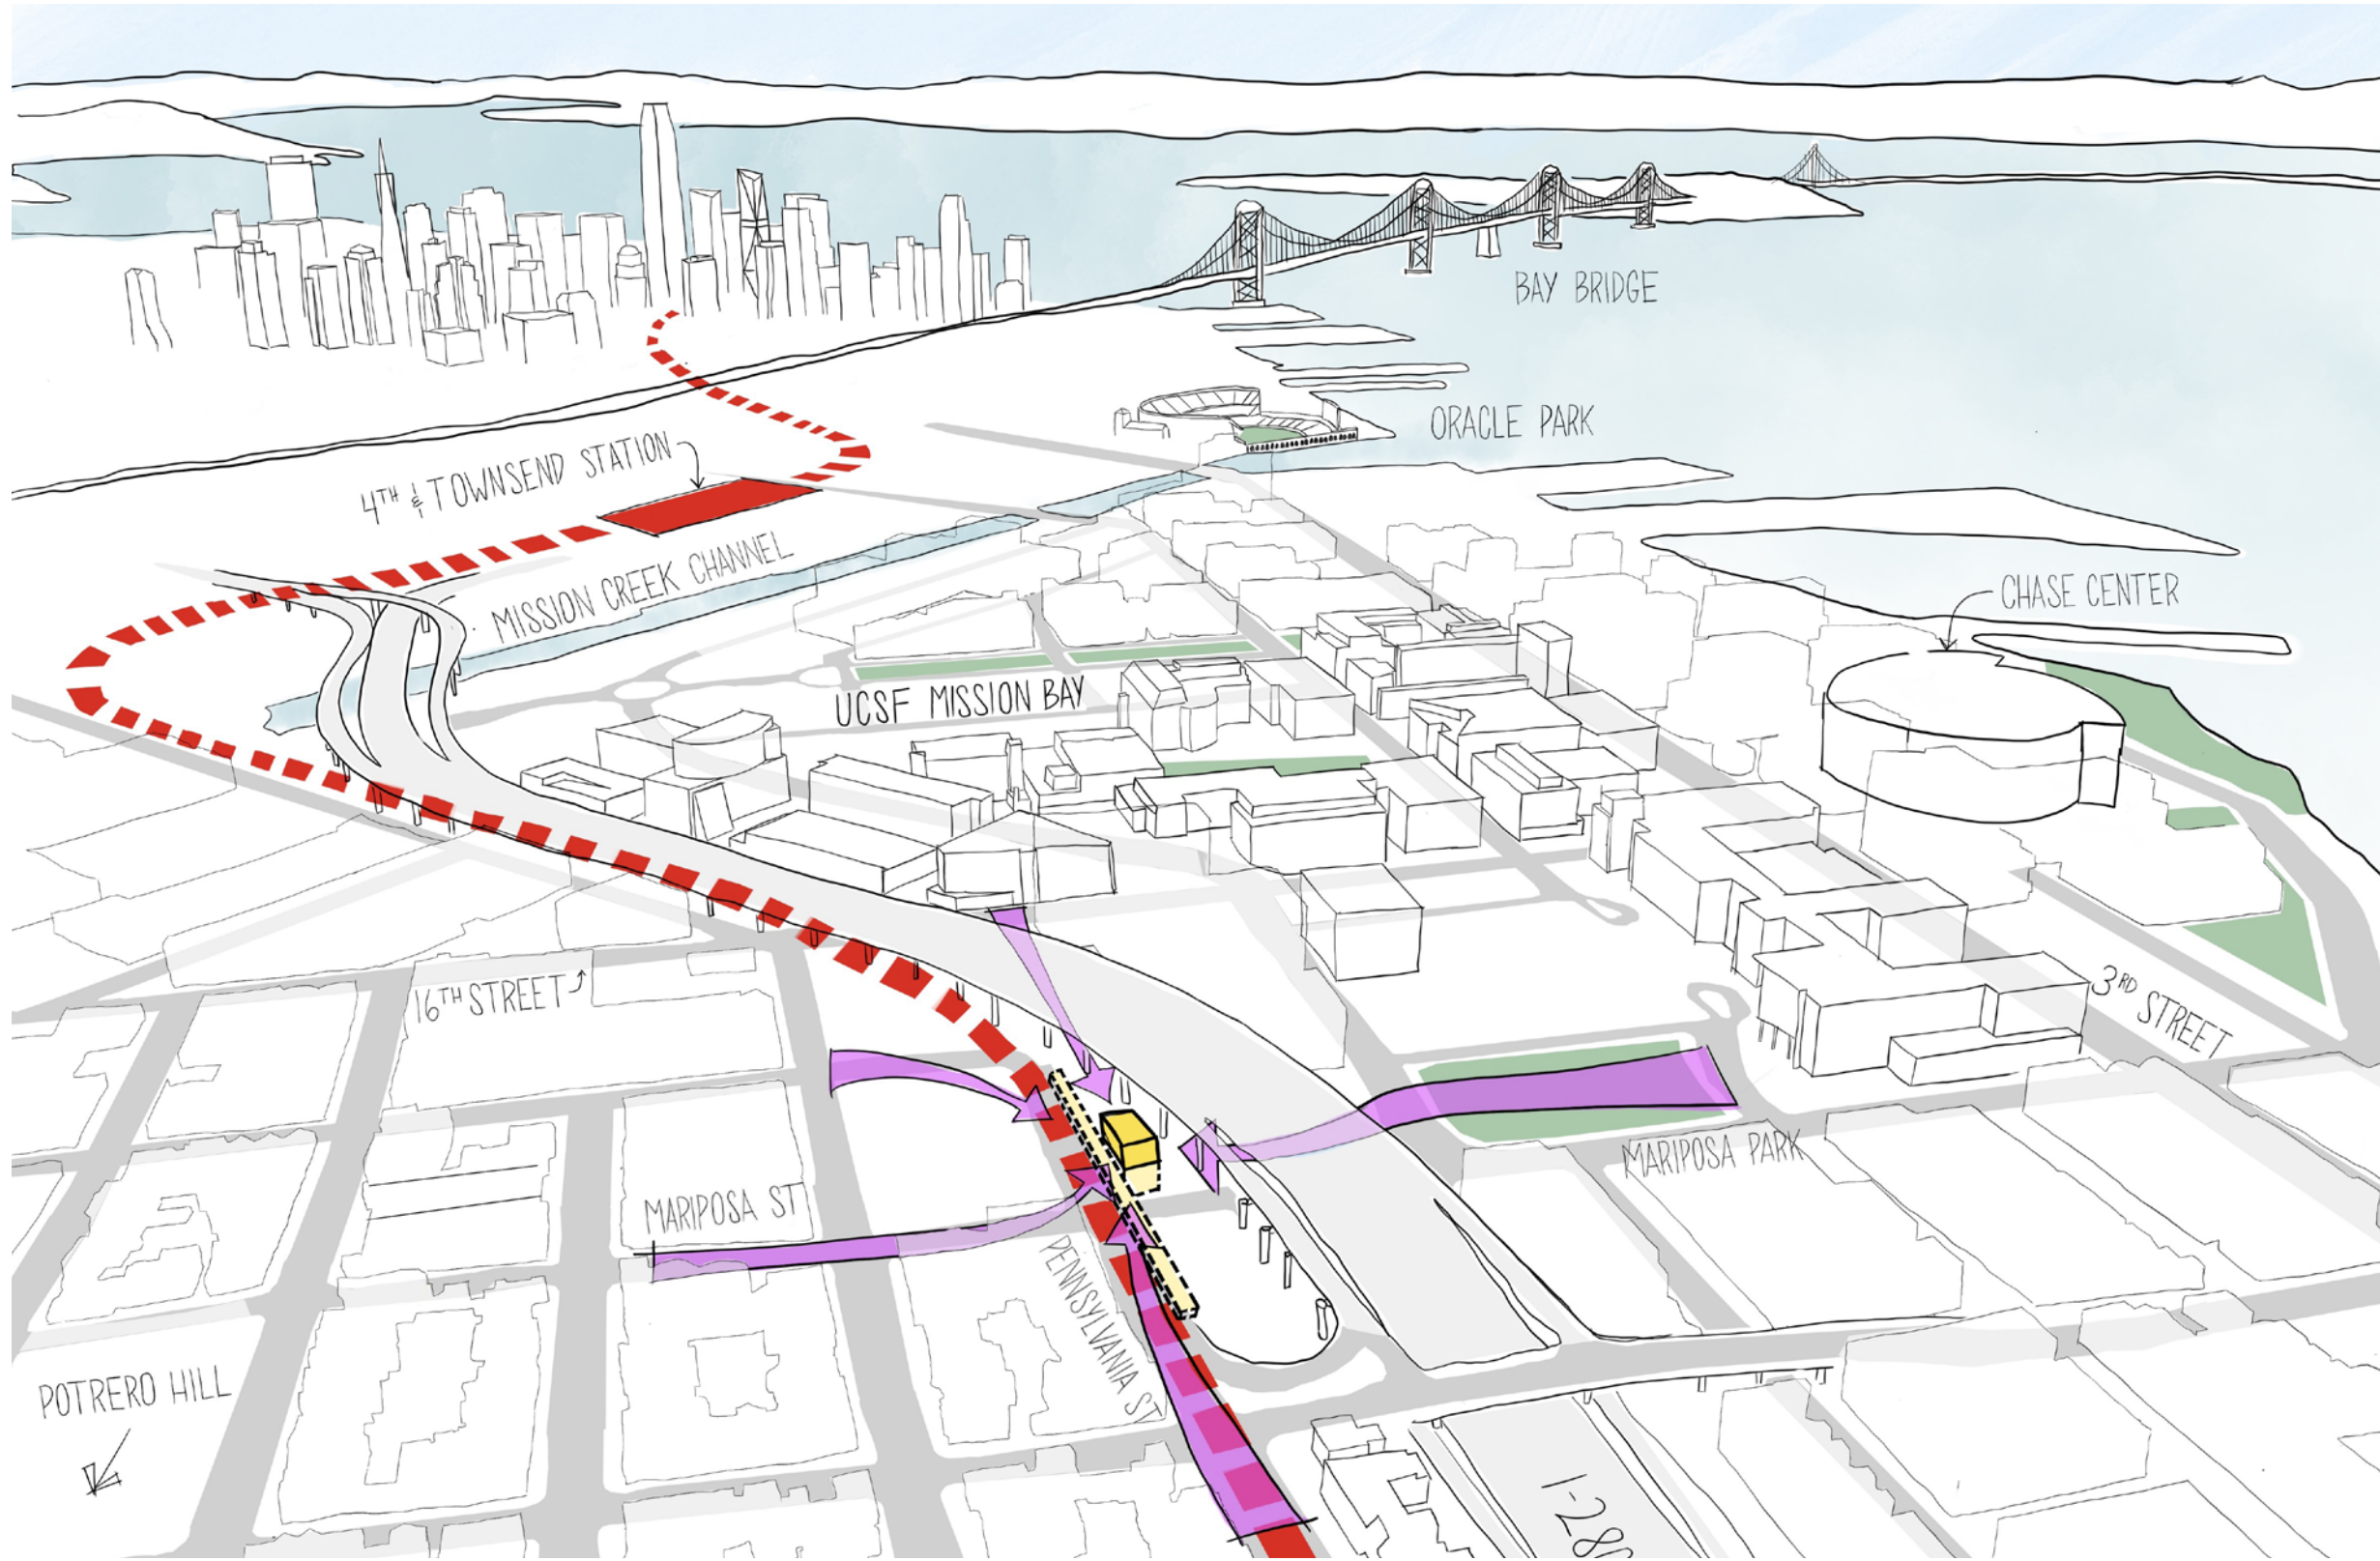 BAY BRIDGE
ORACLE PARK
4TH & TOWNSEND STATION
MISSION CREEK CHANNEL
CHASE CENTER
UCSF MISSION BAY
16TH STREET
3RD STREET
MARIPOSA PARK
MARIPOSA ST
PENNSYLVANIA ST
POTRERO HILL
I-280